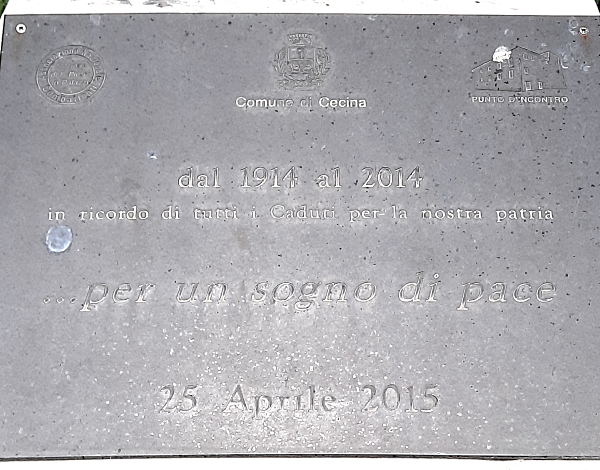 Comune di Cecina
PUNTO D'INCONTRO
dal 1914 al 2014
in ricordo di tutti i Caduti per la nostra patria
...per un sogno di pace
25 Aprile 2015